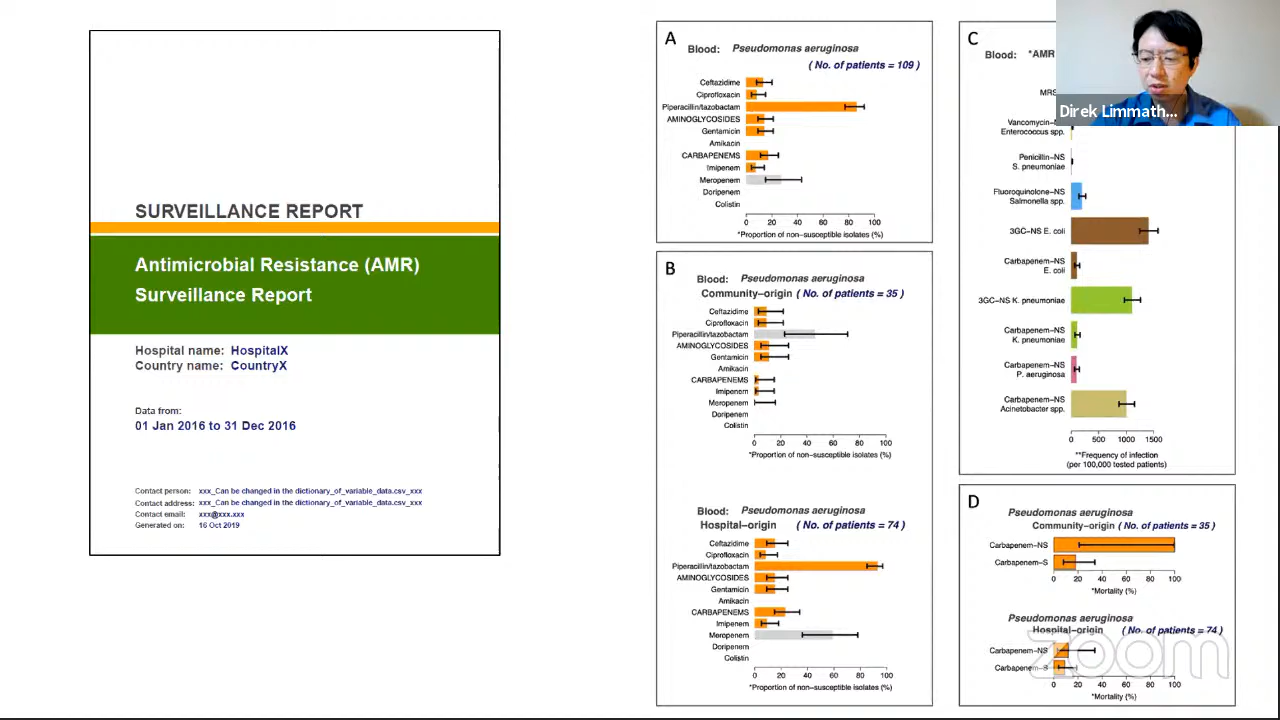 SURVEILLANCE REPORT
Antimicrobial Resistance (AMR)
Surveillance Report
Hospital name: HospitalX
Country name: CountryX
Data from:
01 Jan 2016 to 31 Dec 2016
Contact person: xxx_Can be changed in the dictionary_of_variable_data.csv_xxx
Contact address: xxx_Can be changed in the dictionary_of_variable_data.csv_xxx
Contact email: xxx@xxx.xxx
Generated on: 16 Oct 2019
A
Blood: Pseudomonas aeruginosa
( No. of patients = 109 )
Ceftazidime
Ciprofloxacin
Piperacillin/tazobactam
AMINOGLYCOSIDES
Gentamicin
Amikacin
CARBAPENEMS
Imipenem
Meropenem
Doripenem
Colistin
0 20 40 60 80 100
*Proportion of non-susceptible isolates (%)
B
Blood: Pseudomonas aeruginosa
Community-origin ( No. of patients = 35 )
Ceftazidime
Ciprofloxacin
Piperacillin/tazobactam
AMINOGLYCOSIDES
Gentamicin
Amikacin
CARBAPENEMS
Imipenem
Meropenem
Doripenem
Colistin
0 20 40 60 80 100
*Proportion of non-susceptible isolates (%)
Blood: Pseudomonas aeruginosa
Hospital-origin ( No. of patients = 74 )
Ceftazidime
Ciprofloxacin
Piperacillin/tazobactam
AMINOGLYCOSIDES
Gentamicin
Amikacin
CARBAPENEMS
Imipenem
Meropenem
Doripenem
Colistin
0 20 40 60 80 100
*Proportion of non-susceptible isolates (%)
C
Blood: *AMR
Direk Limmath...
Enterococcus spp.
Penicillin-NS
S. pneumoniae
Fluoroquinolone-NS
Salmonella spp.
3GC-NS E. coli
Carbapenem-NS
E. coli
3GC-NS K. pneumoniae
Carbapenem-NS
K. pneumoniae
Carbapenem-NS
P. aeruginosa
Carbapenem-NS
Acinetobacter spp.
0 500 1000 1500
**Frequency of infection
(per 100,000 tested patients)
D
Pseudomonas aeruginosa
Community-origin ( No. of patients = 35 )
Carbapenem-NS
Carbapenem-S
0 20 40 60 80 100
*Mortality (%)
Pseudomonas aeruginosa
Hospital-origin ( No. of patients = 74 )
Carbapenem-NS
Carbapenem-S
0 20 40 60 80 100
*Mortality (%)
zoom